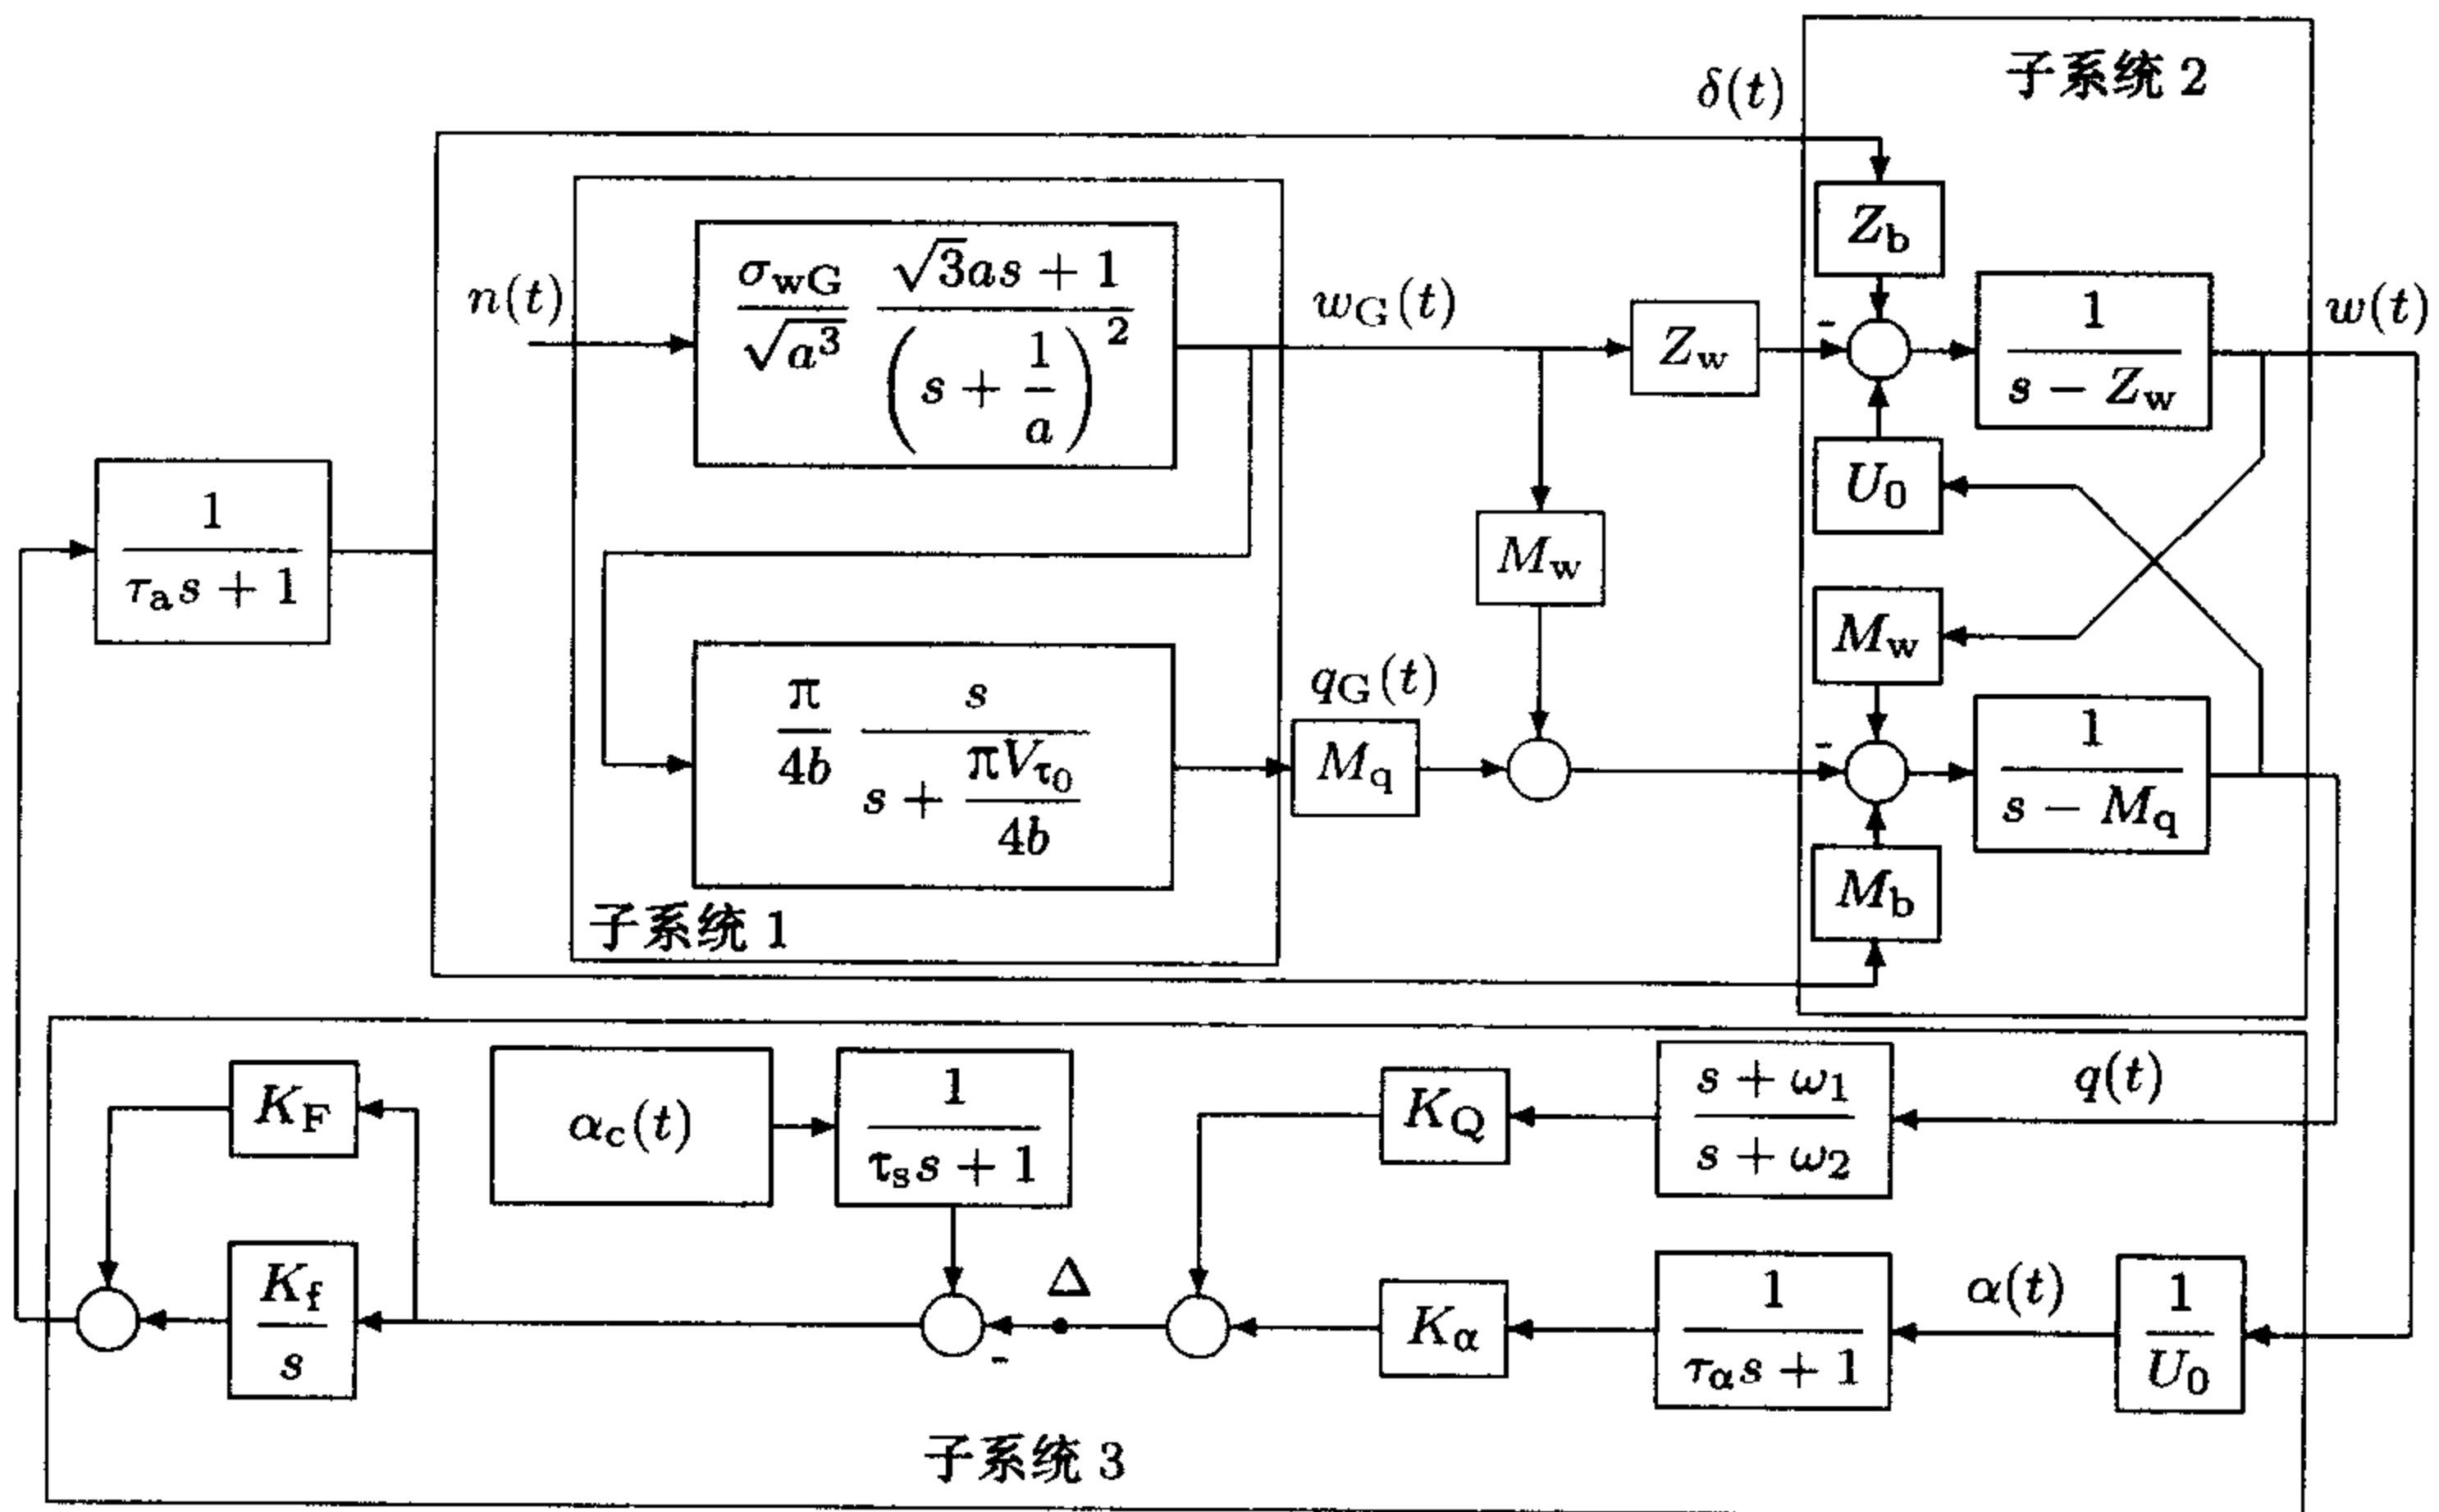 子系统 2
δ(t)
Z_b
n(t)
σ_wG / √a³ (√3as + 1) / (s + 1/a)²
w_G(t)
Z_w
-
1 / (s − Z_w)
w(t)
U_0
1 / (τ_a s + 1)
M_w
M_w
π / 4b s / (s + πV_τ0 / 4b)
q_G(t)
M_q
-
1 / (s − M_q)
M_b
子系统 1
K_F
α_c(t)
1 / (τ_s s + 1)
K_Q
(s + ω_1) / (s + ω_2)
q(t)
K_f / s
Δ
-
K_α
1 / (τ_α s + 1)
α(t)
1 / U_0
子系统 3